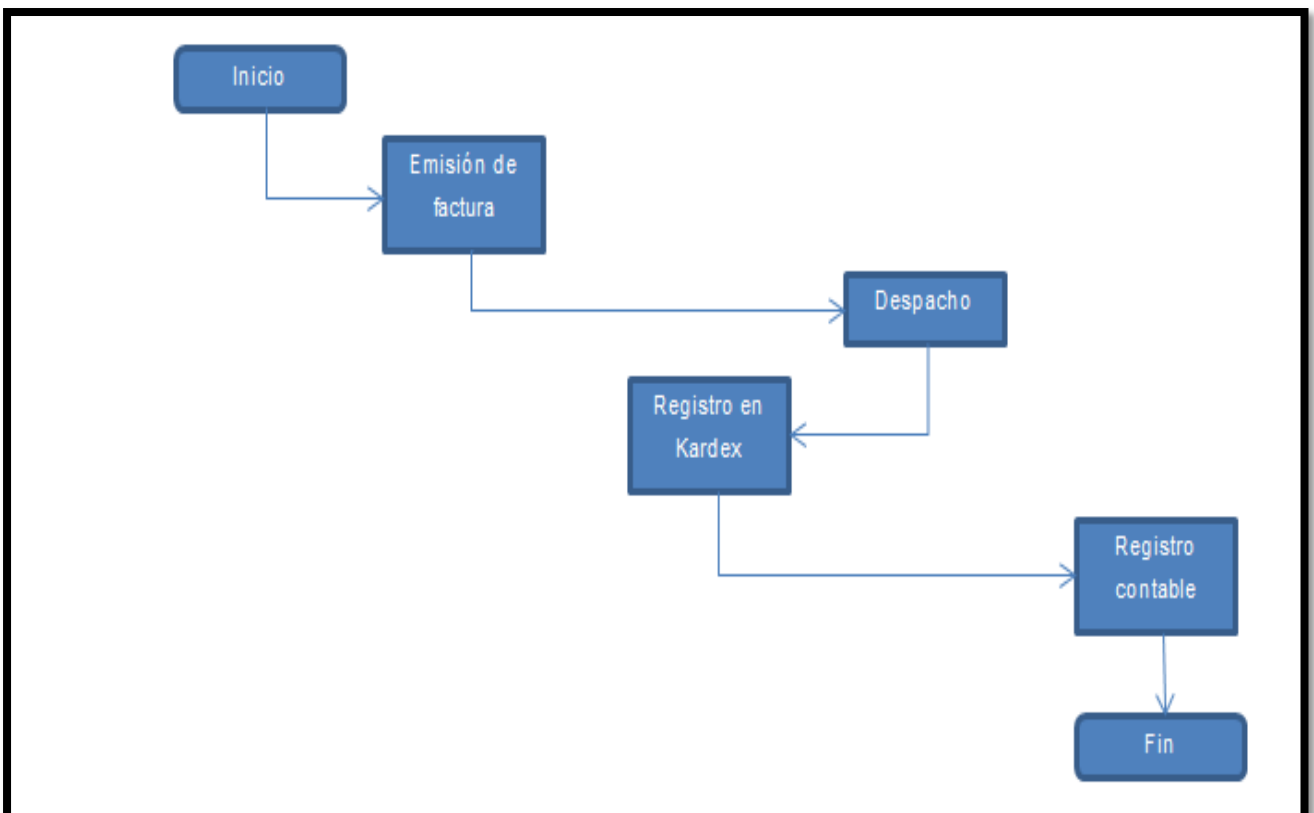 Inicio
Emisión de
factura
Despacho
Registro en
Kardex
Registro
contable
Fin